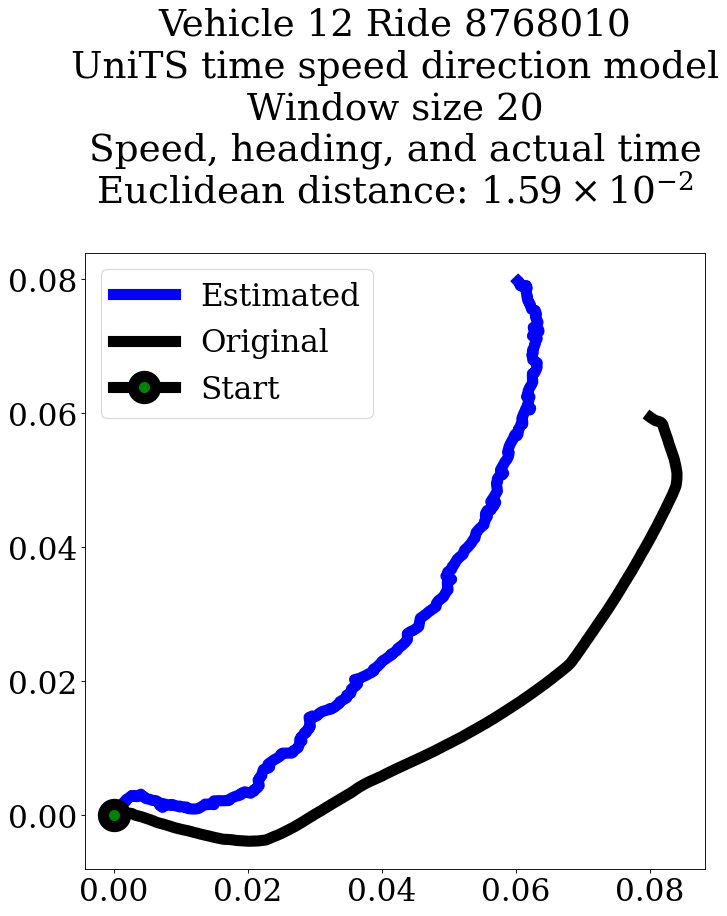 Vehicle 12 Ride 8768010
UniTS time speed direction model
Window size 20
Speed, heading, and actual time
Euclidean distance: 1.59 × 10⁻²
Estimated
Original
Start
0.08
0.06
0.04
0.02
0.00
0.00 0.02 0.04 0.06 0.08